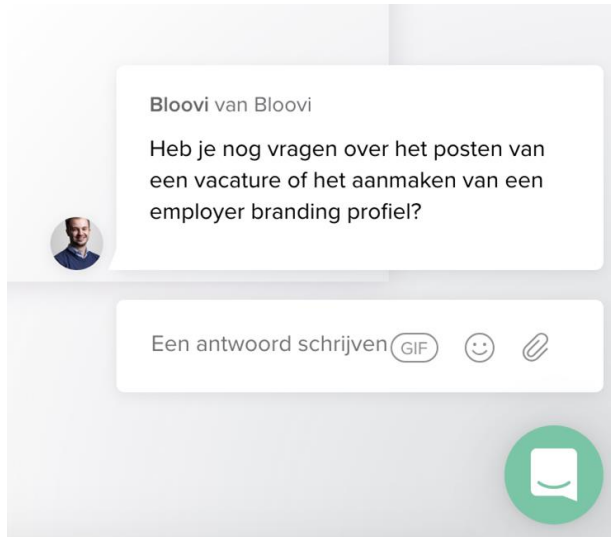 Bloovi van Bloovi
Heb je nog vragen over het posten van
een vacature of het aanmaken van een
employer branding profiel?
Een antwoord schrijven GIF